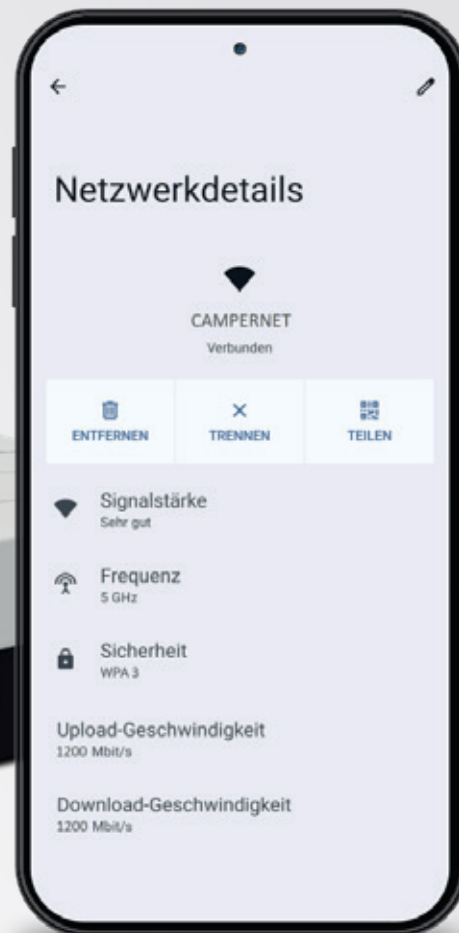 Netzwerkdetails
CAMPERNET
Verbunden
ENTFERNEN
TRENNEN
TEILEN
Signalstärke
Sehr gut
Frequenz
5 GHz
Sicherheit
WPA 3
Upload-Geschwindigkeit
1200 Mbit/s
Download-Geschwindigkeit
1200 Mbit/s